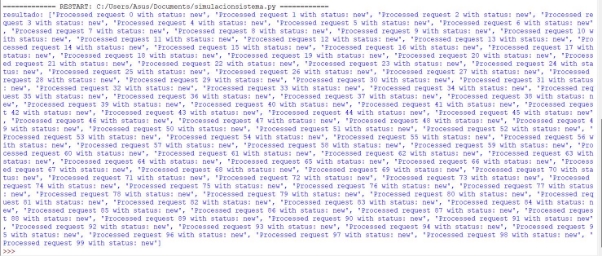 ============= RESTART: C:/Users/Asus/Documents/simulacionsistema.py ============
resultado: ['Processed request 0 with status: new', 'Processed request 1 with status: new', 'Processed request 2 with status: new', 'Processed re
quest 3 with status: new', 'Processed request 4 with status: new', 'Processed request 5 with status: new', 'Processed request 6 with status: new'
, 'Processed request 7 with status: new', 'Processed request 8 with status: new', 'Processed request 9 with status: new', 'Processed request 10 w
ith status: new', 'Processed request 11 with status: new', 'Processed request 12 with status: new', 'Processed request 13 with status: new', 'Pro
cessed request 14 with status: new', 'Processed request 15 with status: new', 'Processed request 16 with status: new', 'Processed request 17 with
status: new', 'Processed request 18 with status: new', 'Processed request 19 with status: new', 'Processed request 20 with status: new', 'Process
ed request 21 with status: new', 'Processed request 22 with status: new', 'Processed request 23 with status: new', 'Processed request 24 with sta
tus: new', 'Processed request 25 with status: new', 'Processed request 26 with status: new', 'Processed request 27 with status: new', 'Processed
request 28 with status: new', 'Processed request 29 with status: new', 'Processed request 30 with status: new', 'Processed request 31 with status
: new', 'Processed request 32 with status: new', 'Processed request 33 with status: new', 'Processed request 34 with status: new', 'Processed req
uest 35 with status: new', 'Processed request 36 with status: new', 'Processed request 37 with status: new', 'Processed request 38 with status: n
ew', 'Processed request 39 with status: new', 'Processed request 40 with status: new', 'Processed request 41 with status: new', 'Processed reques
t 42 with status: new', 'Processed request 43 with status: new', 'Processed request 44 with status: new', 'Processed request 45 with status: new'
, 'Processed request 46 with status: new', 'Processed request 47 with status: new', 'Processed request 48 with status: new', 'Processed request 4
9 with status: new', 'Processed request 50 with status: new', 'Processed request 51 with status: new', 'Processed request 52 with status: new', '
Processed request 53 with status: new', 'Processed request 54 with status: new', 'Processed request 55 with status: new', 'Processed request 56 w
ith status: new', 'Processed request 57 with status: new', 'Processed request 58 with status: new', 'Processed request 59 with status: new', 'Pro
cessed request 60 with status: new', 'Processed request 61 with status: new', 'Processed request 62 with status: new', 'Processed request 63 with
status: new', 'Processed request 64 with status: new', 'Processed request 65 with status: new', 'Processed request 66 with status: new', 'Process
ed request 67 with status: new', 'Processed request 68 with status: new', 'Processed request 69 with status: new', 'Processed request 70 with sta
tus: new', 'Processed request 71 with status: new', 'Processed request 72 with status: new', 'Processed request 73 with status: new', 'Processed
request 74 with status: new', 'Processed request 75 with status: new', 'Processed request 76 with status: new', 'Processed request 77 with status
: new', 'Processed request 78 with status: new', 'Processed request 79 with status: new', 'Processed request 80 with status: new', 'Processed req
uest 81 with status: new', 'Processed request 82 with status: new', 'Processed request 83 with status: new', 'Processed request 84 with status: n
ew', 'Processed request 85 with status: new', 'Processed request 86 with status: new', 'Processed request 87 with status: new', 'Processed reques
t 88 with status: new', 'Processed request 89 with status: new', 'Processed request 90 with status: new', 'Processed request 91 with status: new'
, 'Processed request 92 with status: new', 'Processed request 93 with status: new', 'Processed request 94 with status: new', 'Processed request 9
5 with status: new', 'Processed request 96 with status: new', 'Processed request 97 with status: new', 'Processed request 98 with status: new', '
Processed request 99 with status: new']
>>>